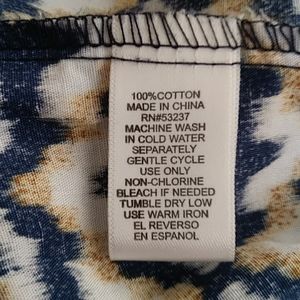 100%COTTON
MADE IN CHINA
RN#53237
MACHINE WASH
IN COLD WATER
SEPARATELY
GENTLE CYCLE
USE ONLY
NON-CHLORINE
BLEACH IF NEEDED
TUMBLE DRY LOW
USE WARM IRON
EL REVERSO
EN ESPANOL